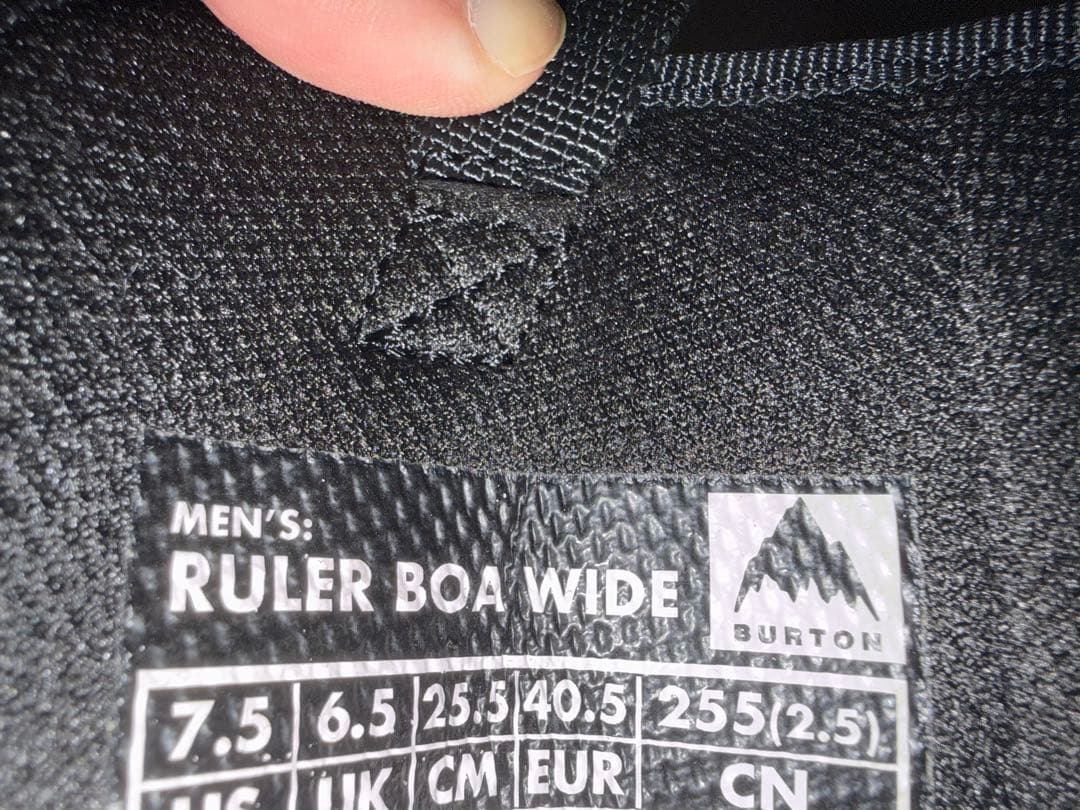 MEN'S:
RULER BOA WIDE
BURTON
7.5 6.5 25.5 40.5 255(2.5)
US UK CM EUR CN